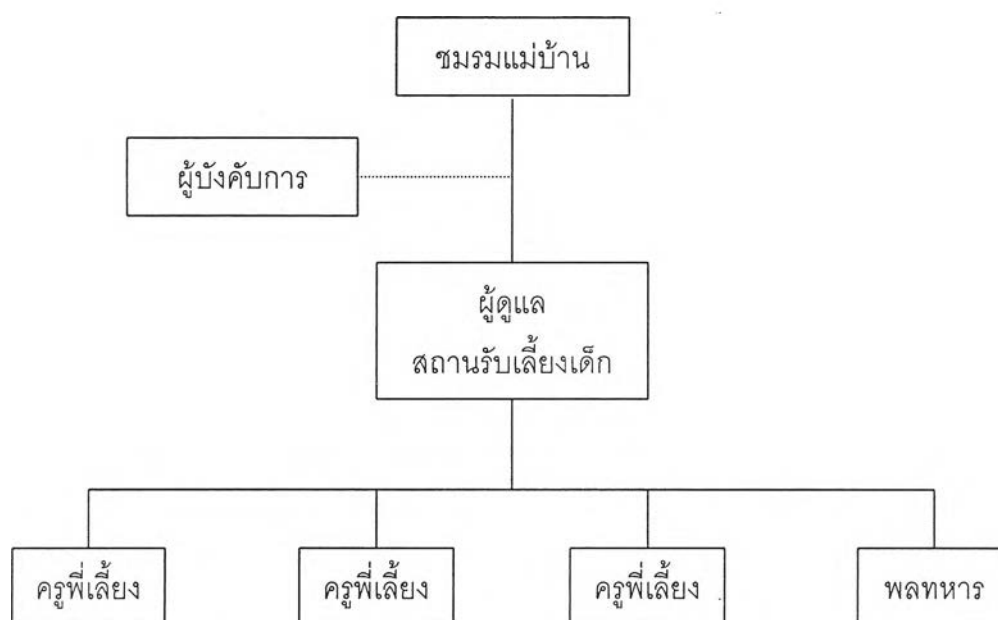 ชมรมแม่บ้าน
ผู้บังคับการ
ผู้ดูแล
สถานรับเลี้ยงเด็ก
ครูพี่เลี้ยง
ครูพี่เลี้ยง
ครูพี่เลี้ยง
พลทหาร